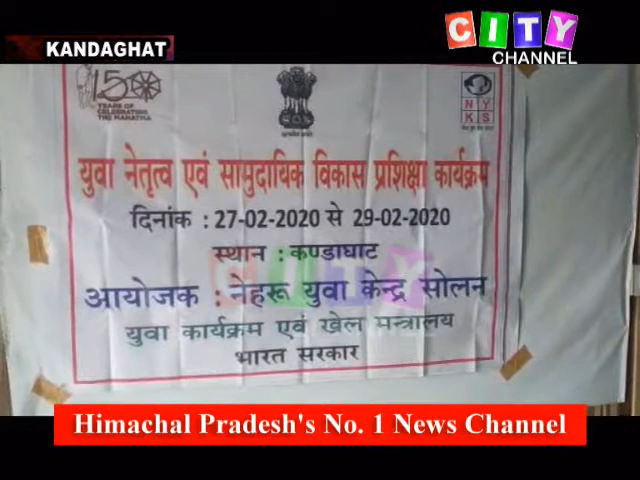 KANDAGHAT
CITY
CHANNEL
150
YEARS OF
CELEBRATING
THE MAHATMA
N Y
K S
युवा नेतृत्व एवं सामुदायिक विकास प्रशिक्षा कार्यक्रम
दिनांक : 27-02-2020 से 29-02-2020
स्थान : कण्डाघाट
CITY
आयोजक : नेहरू युवा केन्द्र सोलन
युवा कार्यक्रम एवं खेल मन्त्रालय
भारत सरकार
Himachal Pradesh's No. 1 News Channel